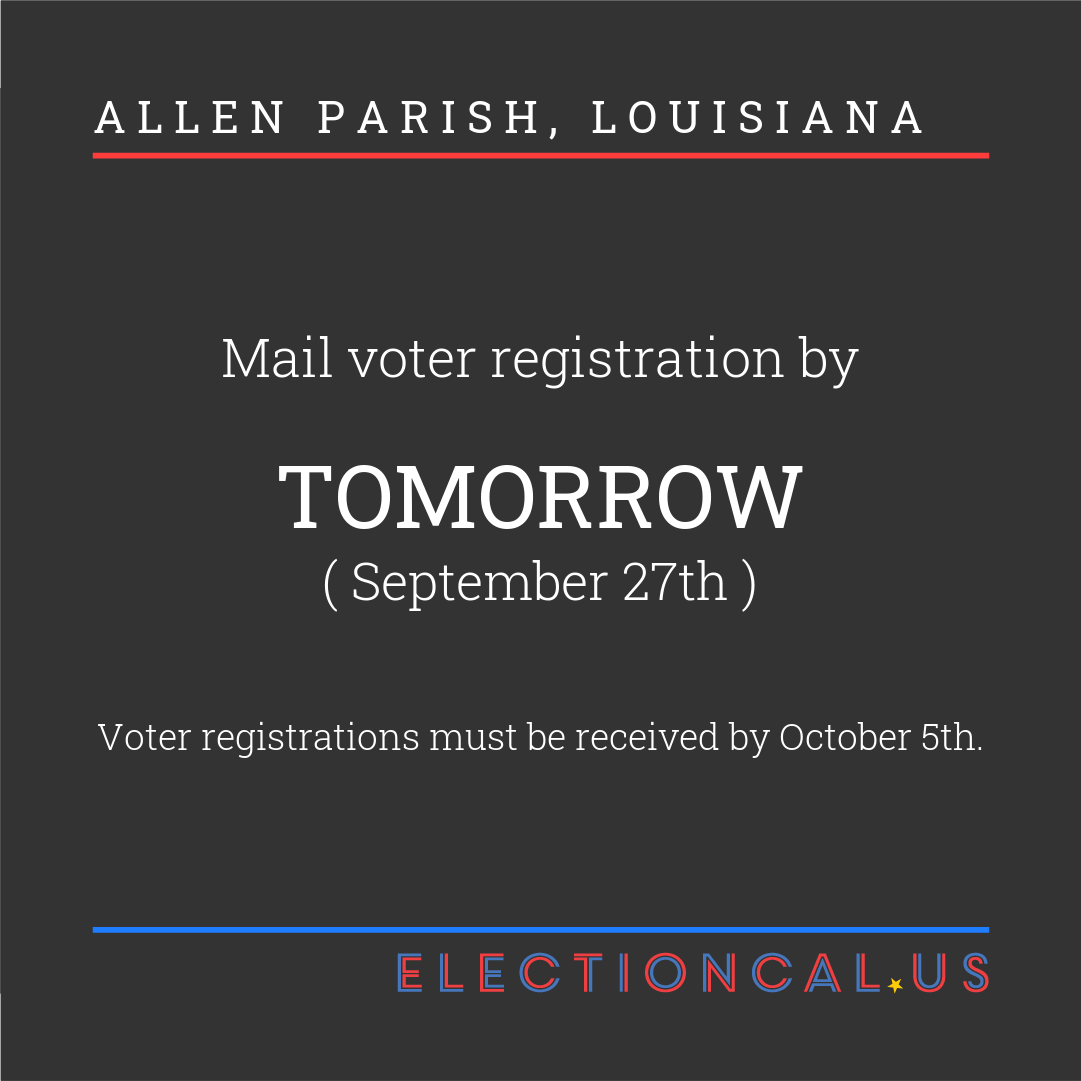 ALLEN PARISH, LOUISIANA
Mail voter registration by
TOMORROW
( September 27th )
Voter registrations must be received by October 5th.
ELECTIONCAL.US